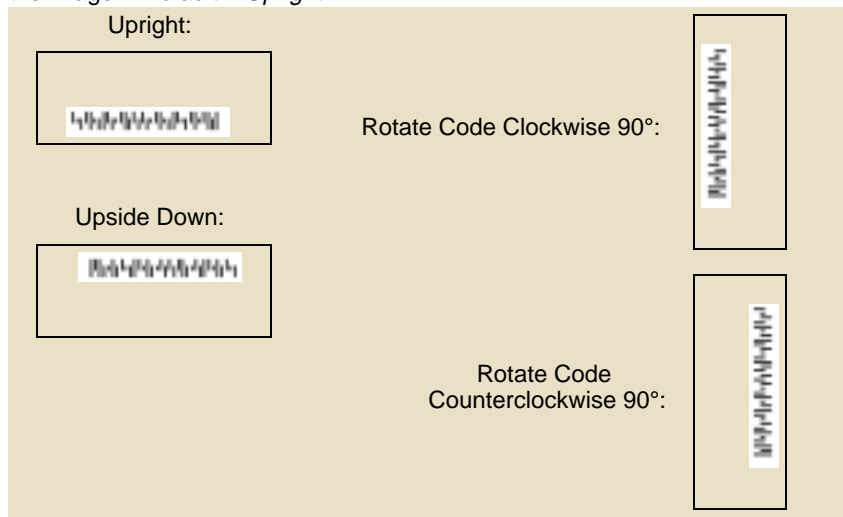 Upright:
Rotate Code Clockwise 90°:
Upside Down:
Rotate Code
Counterclockwise 90°: